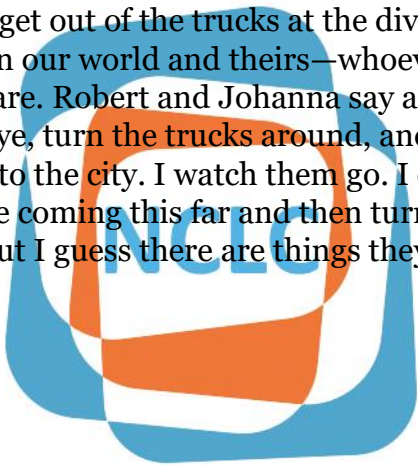 get out of the trucks at the div
n our world and theirs—whoev
are. Robert and Johanna say a
ye, turn the trucks around, and
to the city. I watch them go. I
e coming this far and then turn
ut I guess there are things they
NCLC